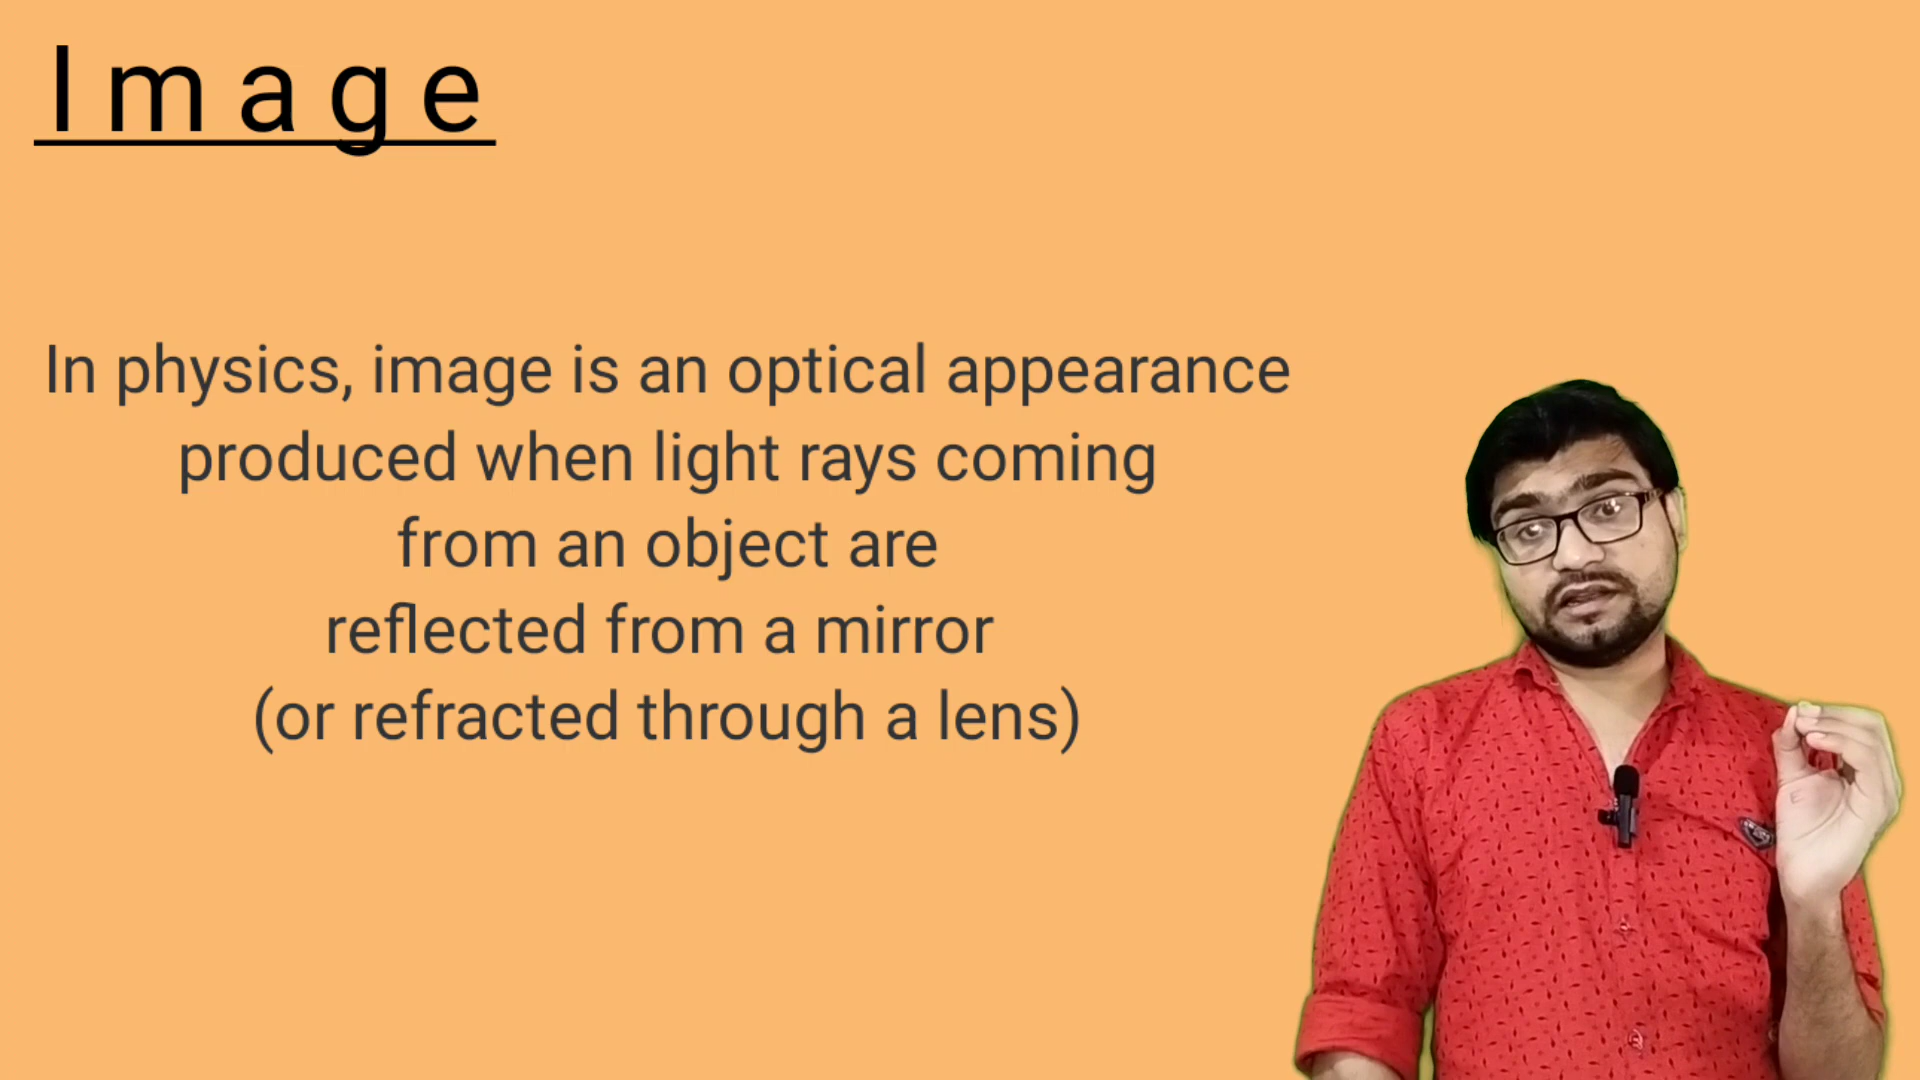 Image
In physics, image is an optical appearance
produced when light rays coming
from an object are
reflected from a mirror
(or refracted through a lens)